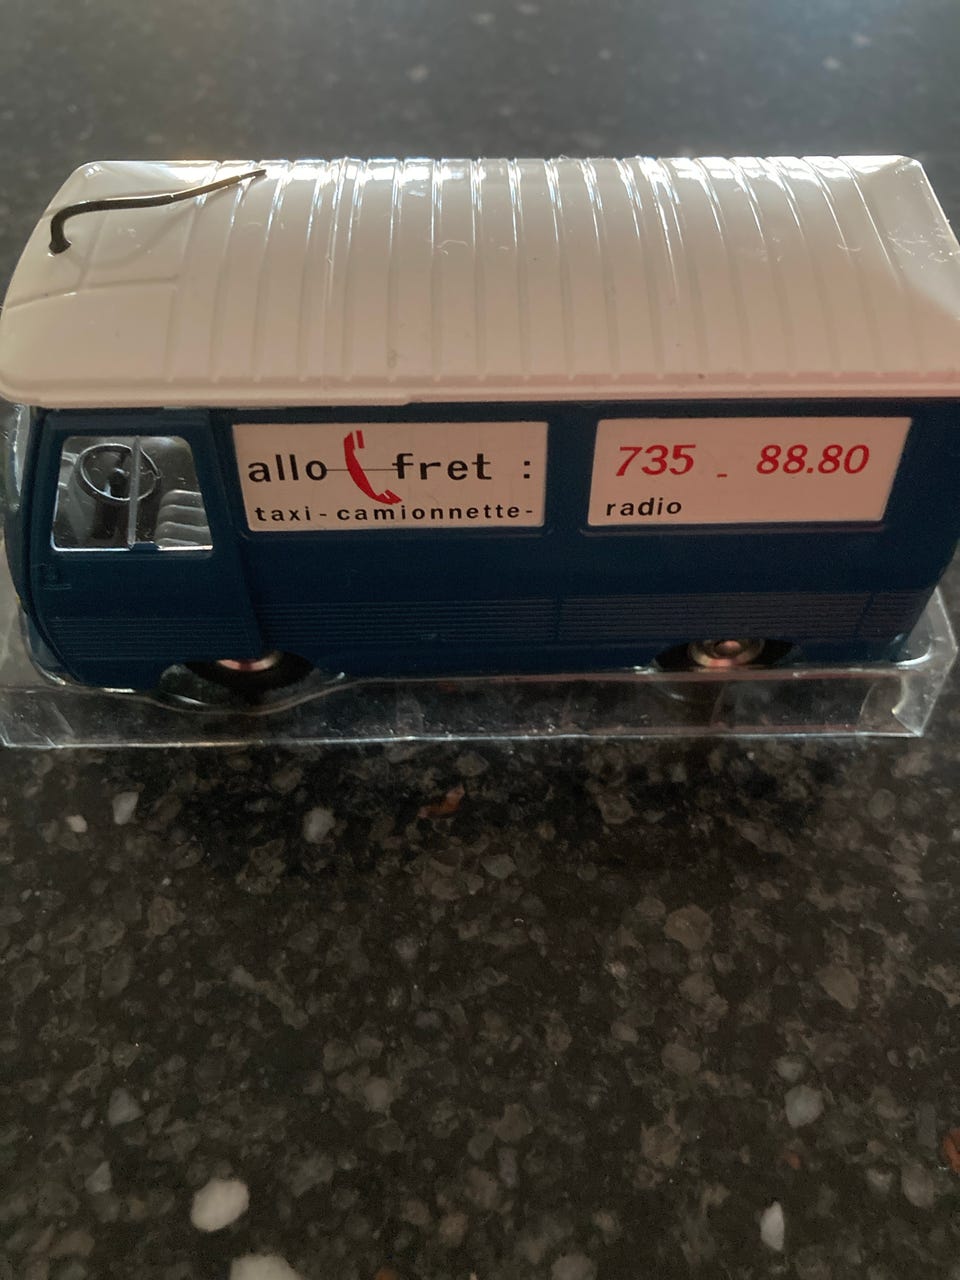 allo fret :
taxi-camionnette-
735 - 88.80
radio